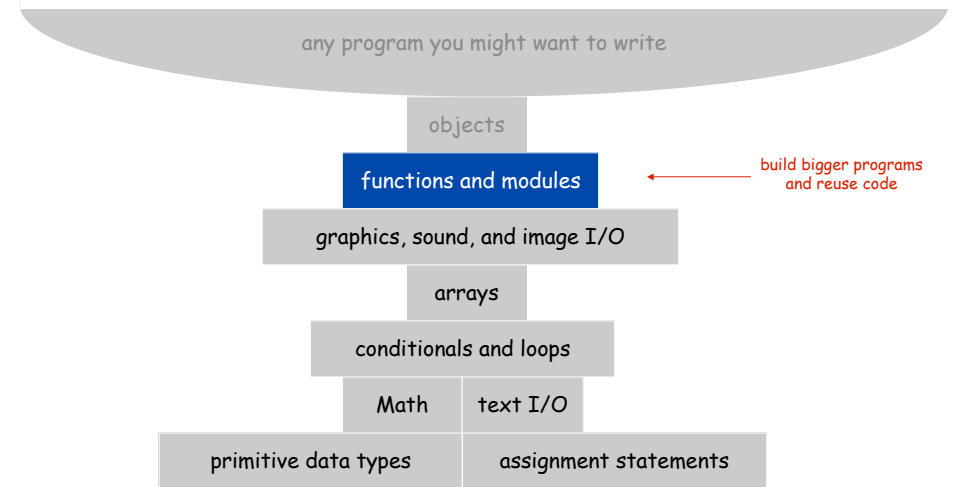 any program you might want to write
objects
functions and modules
build bigger programs
and reuse code
graphics, sound, and image I/O
arrays
conditionals and loops
Math
text I/O
primitive data types
assignment statements